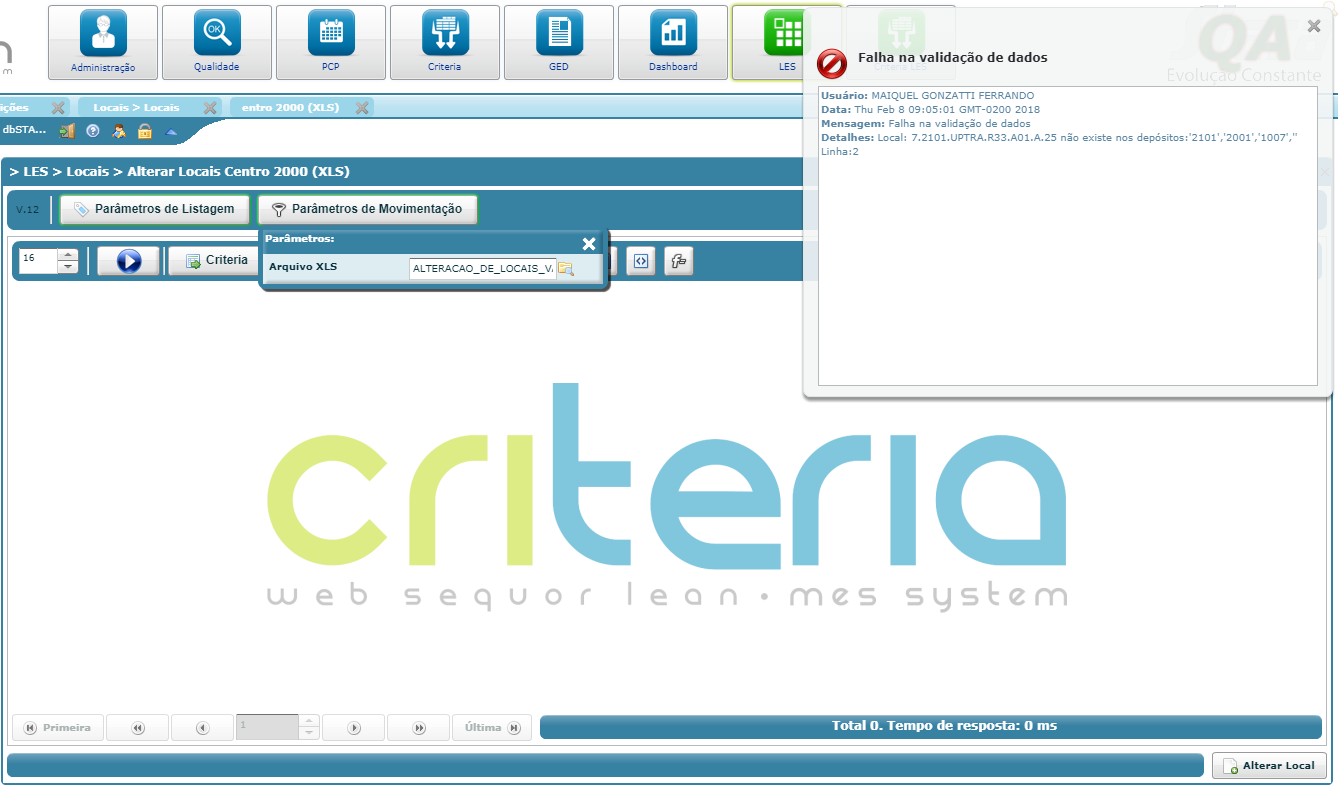 Administração
Qualidade
PCP
Criteria
GED
Dashboard
LES
QA
Evolução Constante
Falha na validação de dados
Usuário: MAIQUEL GONZATTI FERRANDO
Data: Thu Feb 8 09:05:01 GMT-0200 2018
Mensagem: Falha na validação de dados
Detalhes: Local: 7.2101.UPTRA.R33.A01.A.25 não existe nos depósitos:'2101','2001','1007',''
Linha:2
ições
Locais > Locais
entro 2000 (XLS)
dbSTA...
> LES > Locais > Alterar Locais Centro 2000 (XLS)
V.12
Parâmetros de Listagem
Parâmetros de Movimentação
Parâmetros:
16
Criteria
Arquivo XLS
ALTERACAO_DE_LOCAIS_V
criteria
web sequor lean • mes system
Primeira
1
Última
Total 0. Tempo de resposta: 0 ms
Alterar Local